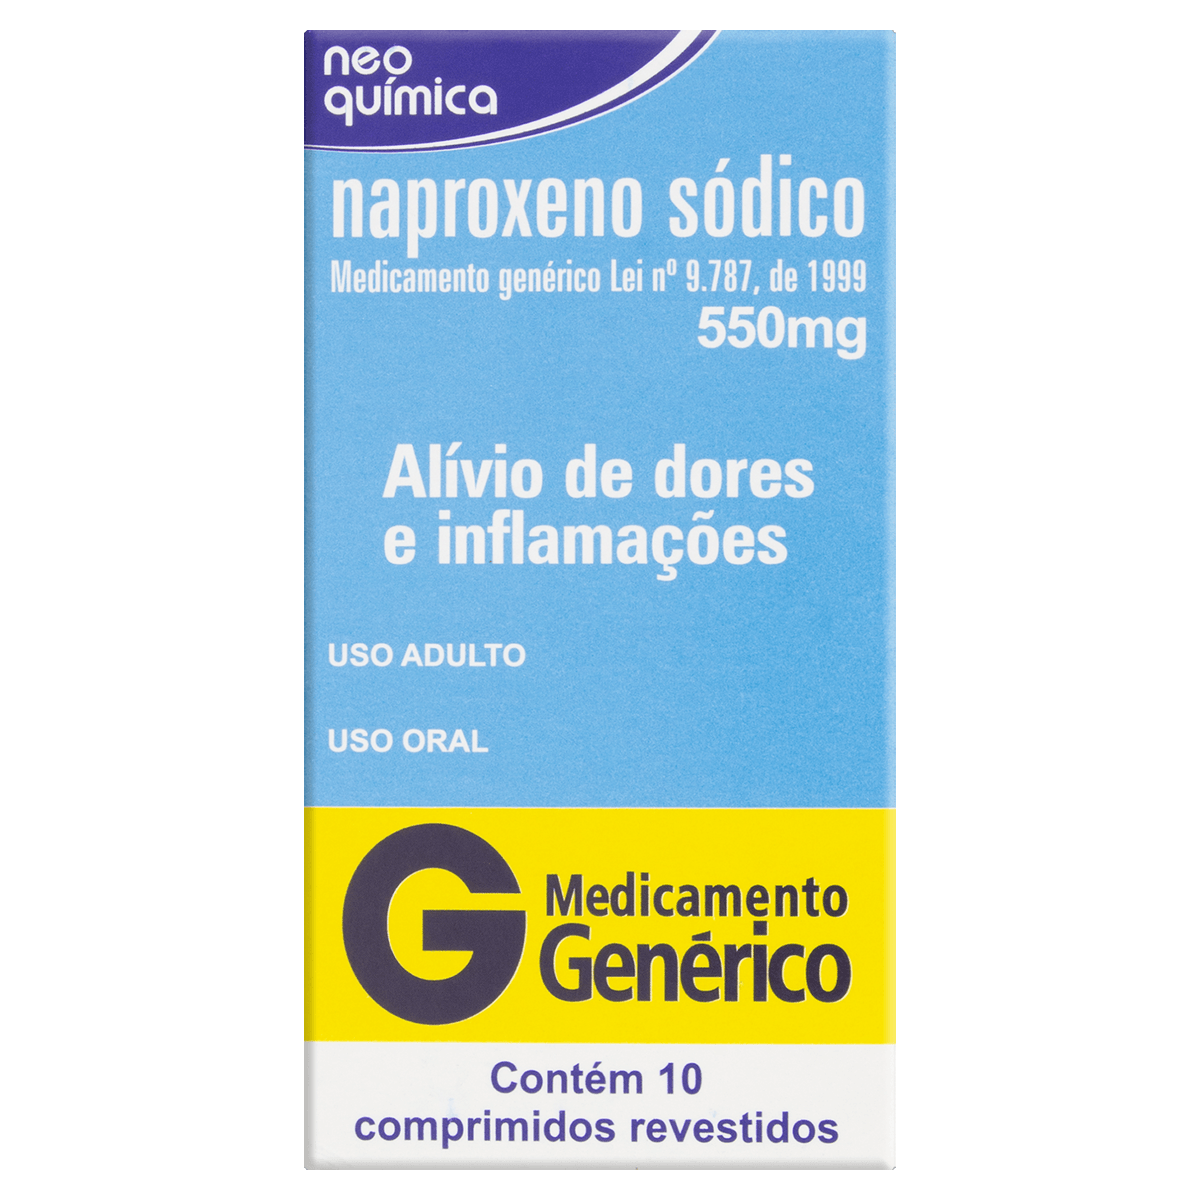 neo
química
naproxeno sódico
Medicamento genérico Lei nº 9.787, de 1999
550mg
Alívio de dores
e inflamações
USO ADULTO
USO ORAL
G
Medicamento
Genérico
Contém 10
comprimidos revestidos